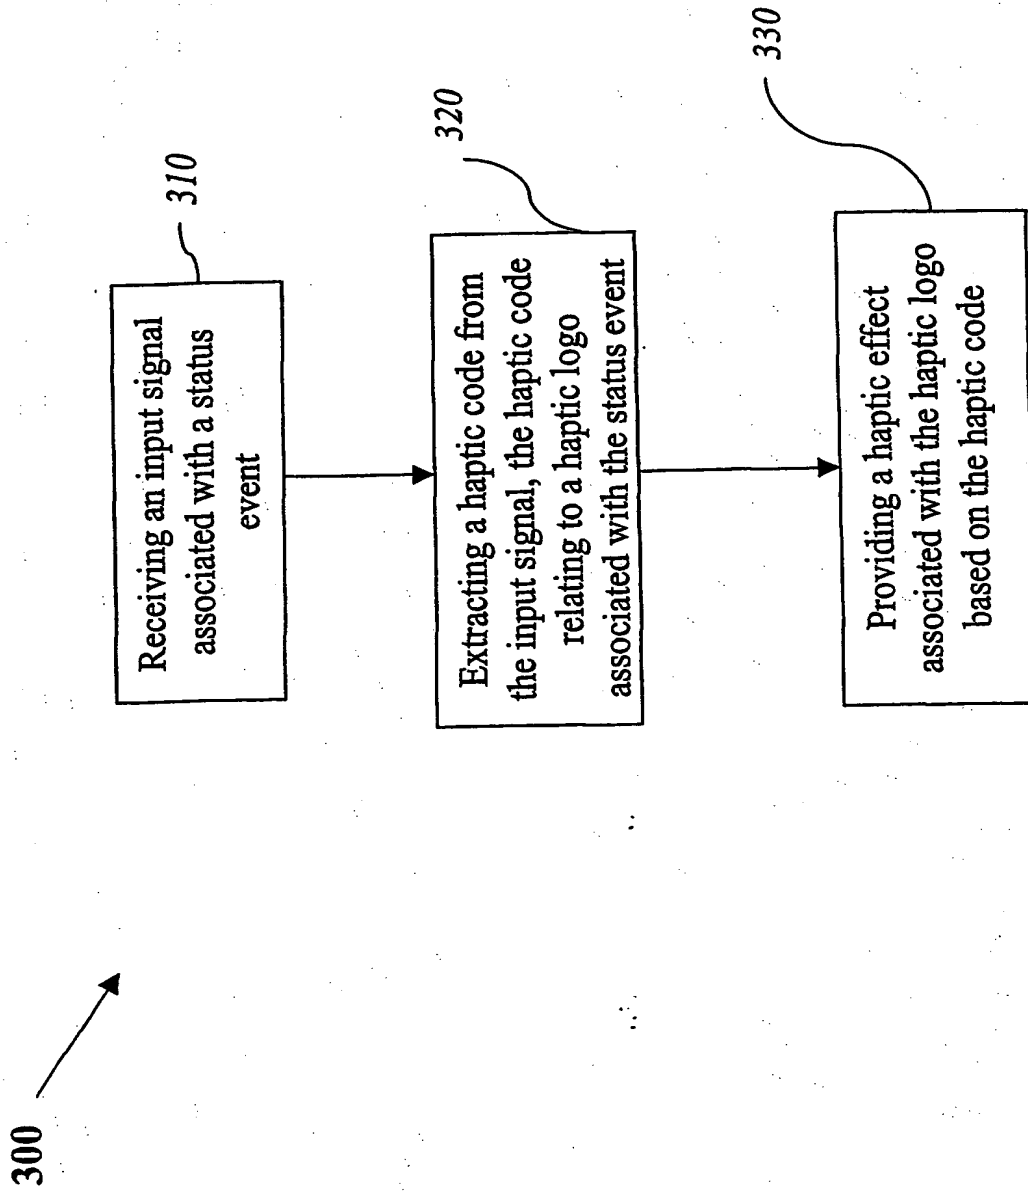 300
310
Receiving an input signal
associated with a status
event
320
Extracting a haptic code from
the input signal, the haptic code
relating to a haptic logo
associated with the status event
330
Providing a haptic effect
associated with the haptic logo
based on the haptic code